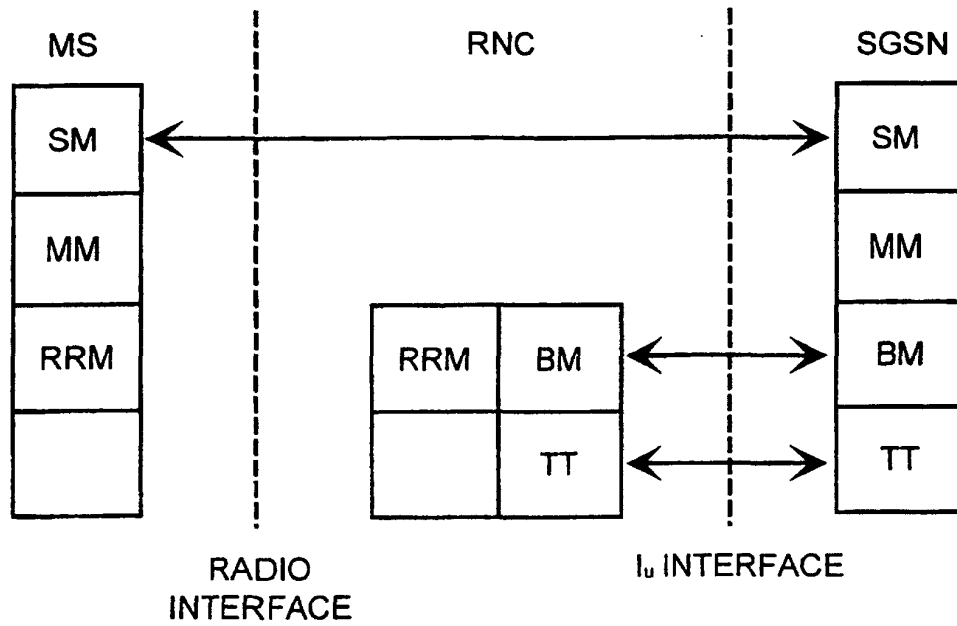 MS RNC SGSN
SM SM
MM MM
RRM RRM BM BM
TT TT
RADIO
INTERFACE
Iu INTERFACE